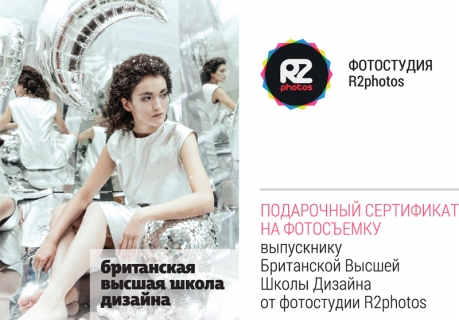 британская
высшая школа
дизайна
R2
photos
ФОТОСТУДИЯ
R2photos
ПОДАРОЧНЫЙ СЕРТИФИКАТ
НА ФОТОСЪЕМКУ
выпускнику
Британской Высшей
Школы Дизайна
от фотостудии R2photos